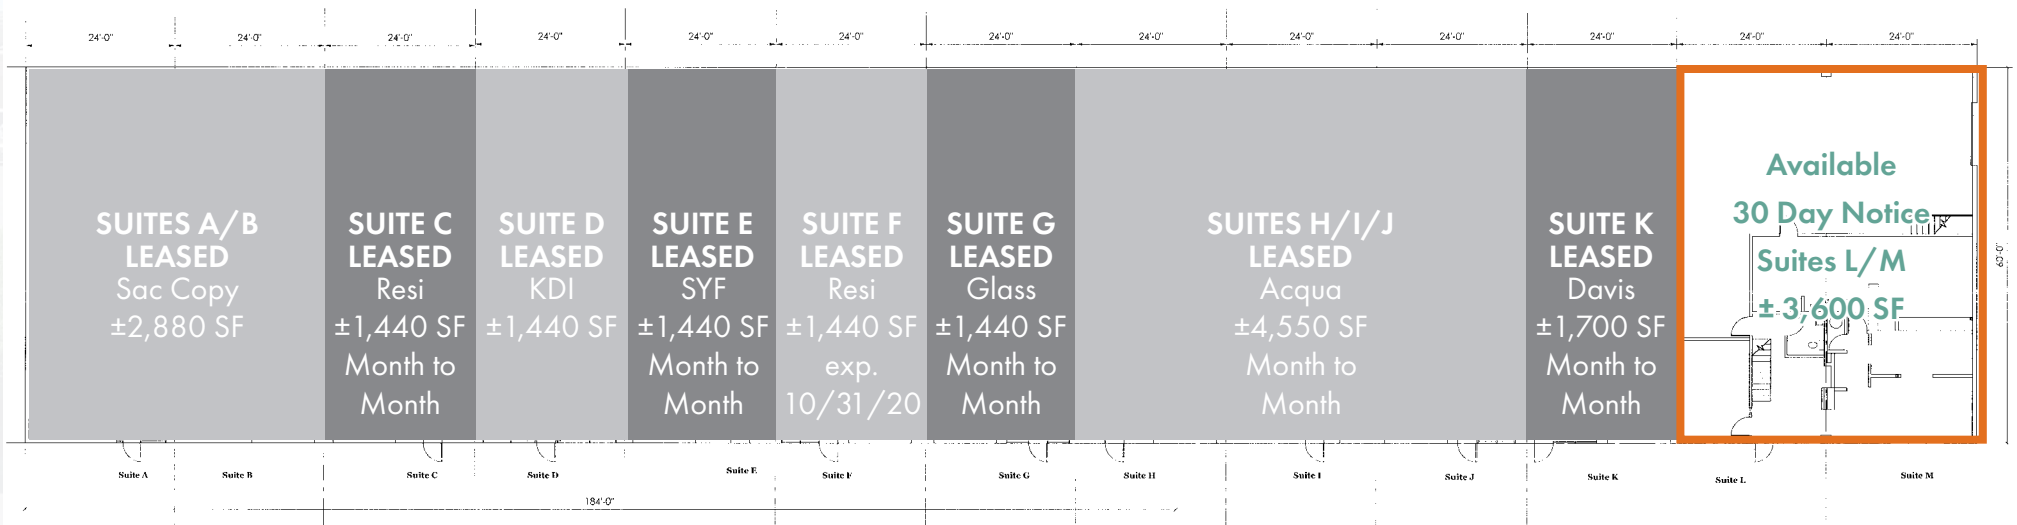 24'-0" 24'-0" 24'-0" 24'-0" 24'-0" 24'-0" 24'-0" 24'-0" 24'-0" 24'-0" 24'-0" 24'-0" 24'-0"
SUITES A/B
LEASED
Sac Copy
±2,880 SF
SUITE C
LEASED
Resi
±1,440 SF
Month to
Month
SUITE D
LEASED
KDI
±1,440 SF
SUITE E
LEASED
SYF
±1,440 SF
Month to
Month
SUITE F
LEASED
Resi
±1,440 SF
exp.
10/31/20
SUITE G
LEASED
Glass
±1,440 SF
Month to
Month
SUITES H/I/J
LEASED
Acqua
±4,550 SF
Month to
Month
SUITE K
LEASED
Davis
±1,700 SF
Month to
Month
Available
30 Day Notice
Suites L/M
± 3,600 SF
60'-0"
Suite A Suite B Suite C Suite D Suite E Suite F Suite G Suite H Suite I Suite J Suite K Suite L Suite M
184'-0"